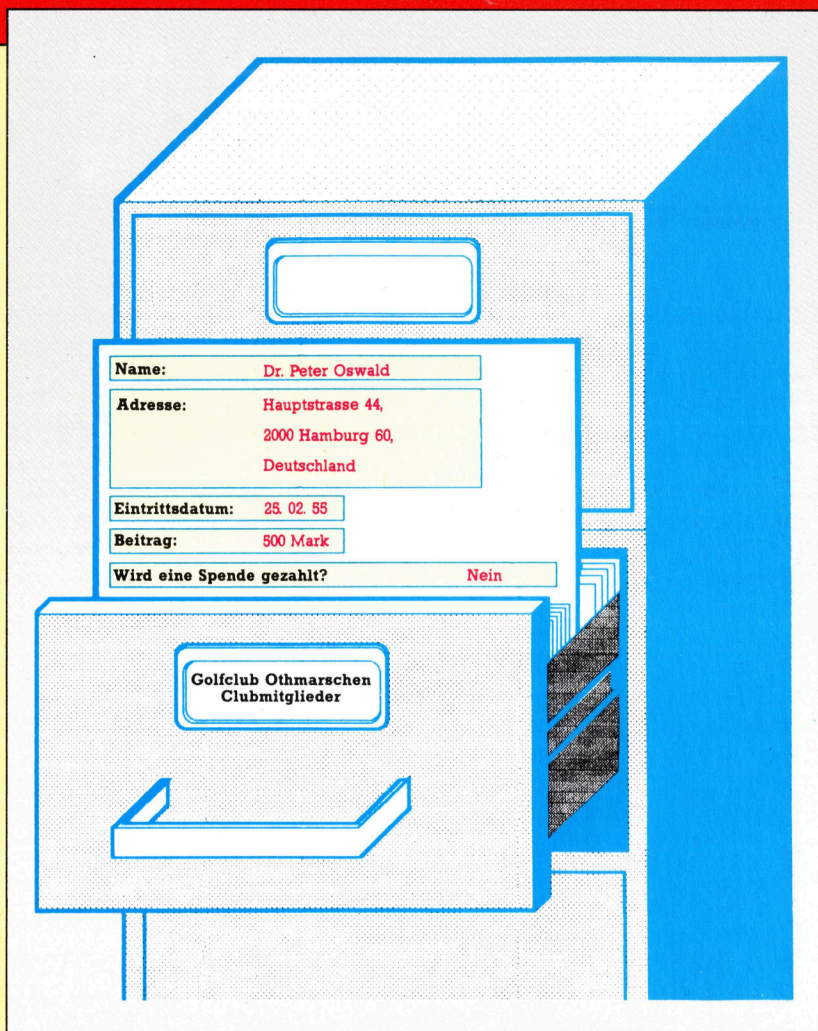 Name: Dr. Peter Oswald
Adresse: Hauptstrasse 44,
2000 Hamburg 60,
Deutschland
Eintrittsdatum: 25. 02. 55
Beitrag: 500 Mark
Wird eine Spende gezahlt? Nein
Golfclub Othmarschen
Clubmitglieder